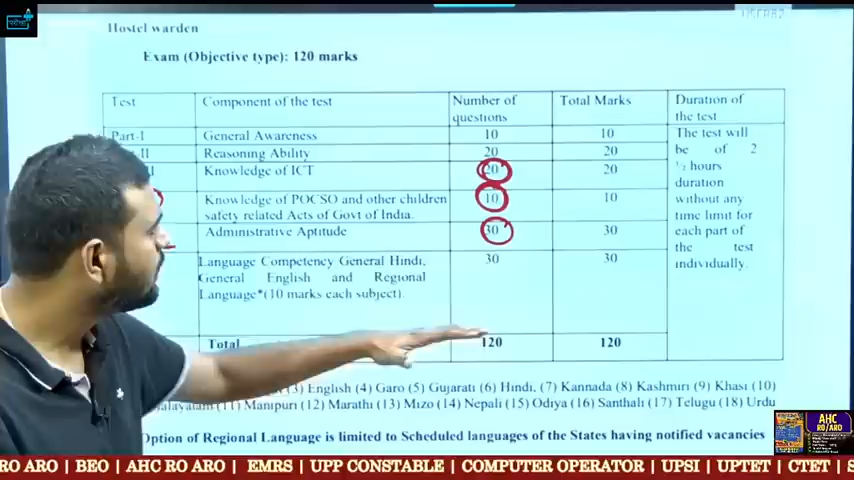 Hostel warden
Exam (Objective type): 120 marks
Test Component of the test Number of questions Total Marks Duration of the test
Part-I General Awareness 10 10 The test will be of 2 ½ hours duration without any time limit for each part of the test individually.
Reasoning Ability 20 20
Knowledge of ICT 20 20
Knowledge of POCSO and other children safety related Acts of Govt of India. 10 10
Administrative Aptitude 30 30
Language Competency General Hindi, General English and Regional Language*(10 marks each subject). 30 30
Total 120 120
(3) English (4) Garo (5) Gujarati (6) Hindi, (7) Kannada (8) Kashmiri (9) Khasi (10)
(11) Manipuri (12) Marathi (13) Mizo (14) Nepali (15) Odiya (16) Santhali (17) Telugu (18) Urdu
Option of Regional Language is limited to Scheduled languages of the States having notified vacancies
AHC
RO/ARO
RO ARO | BEO | AHC RO ARO | EMRS | UPP CONSTABLE | COMPUTER OPERATOR | UPSI | UPTET | CTET | S